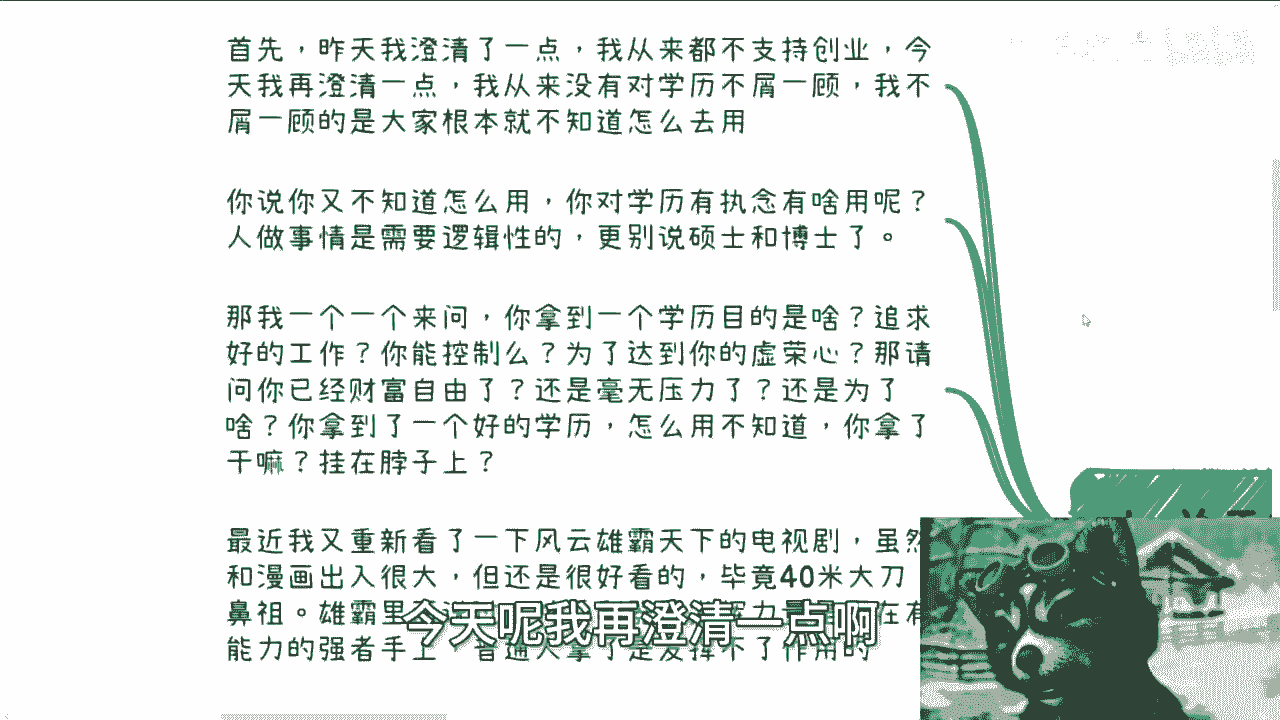 首先，昨天我澄清了一点，我从来都不支持创业，今
天我再澄清一点，我从来没有对学历不屑一顾，我不
屑一顾的是大家根本就不知道怎么去用
你说你又不知道怎么用，你对学历有执念有啥用呢？
人做事情是需要逻辑性的，更别说硕士和博士了。
那我一个一个来问，你拿到一个学历目的是啥？追求
好的工作？你能控制么？为了达到你的虚荣心？那请
问你已经财富自由了？还是毫无压力了？还是为了
啥？你拿到了一个好的学历，怎么用不知道，你拿了
干嘛？挂在脖子上？
最近我又重新看了一下风云雄霸天下的电视剧，虽然
和漫画出入很大，但还是很好看的，毕竟40米大刀
鼻祖。雄霸里
能力的强者手上 普通人拿了是发挥不了作用的
今天呢我再澄清一点啊